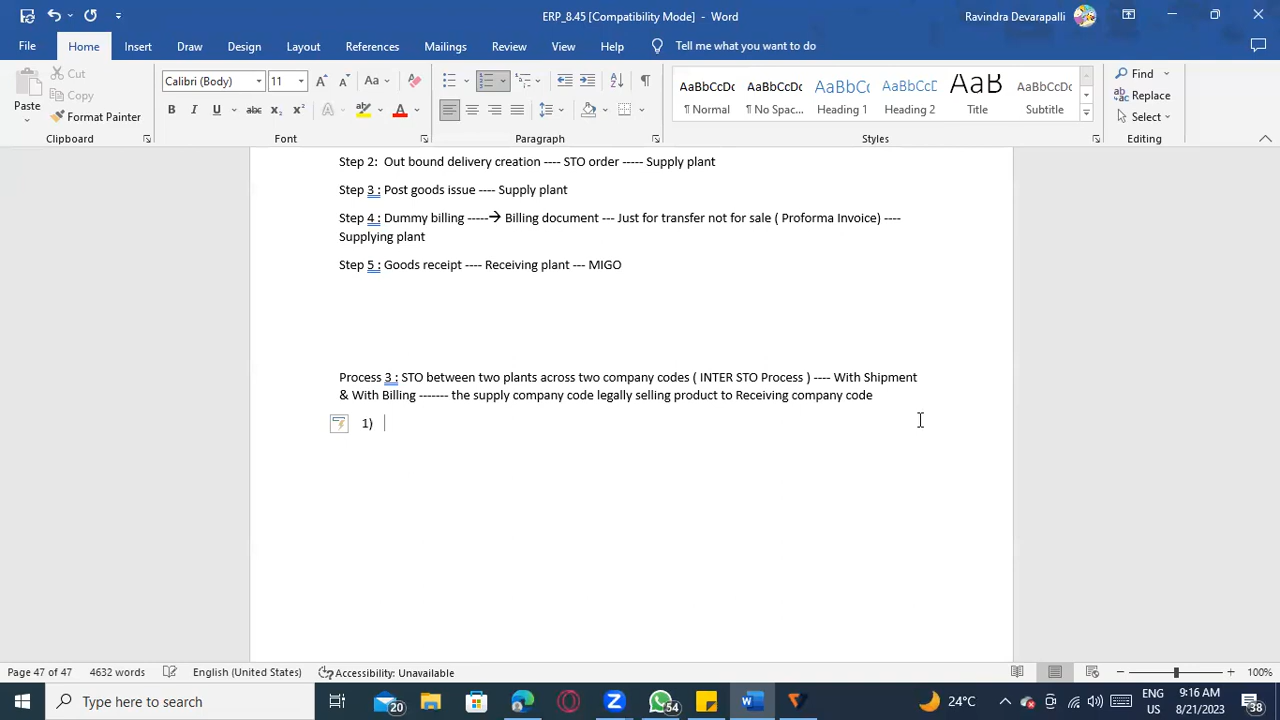 ERP_8.45 [Compatibility Mode] - Word
Ravindra Devarapalli
File Home Insert Draw Design Layout References Mailings Review View Help Tell me what you want to do
Paste
Cut
Copy
Format Painter
Clipboard
Calibri (Body) 11
Font
Paragraph
AaBbCcDc AaBbCcDc AaBbCc AaBbCcD AaB AaBbCcD
¶ Normal ¶ No Spac... Heading 1 Heading 2 Title Subtitle
Styles
Find
Replace
Select
Editing
Step 2: Out bound delivery creation ---- STO order ----- Supply plant
Step 3 : Post goods issue ---- Supply plant
Step 4 : Dummy billing -----→ Billing document --- Just for transfer not for sale ( Proforma Invoice) ----
Supplying plant
Step 5 : Goods receipt ---- Receiving plant --- MIGO
Process 3 : STO between two plants across two company codes ( INTER STO Process ) ---- With Shipment
& With Billing ------- the supply company code legally selling product to Receiving company code
1)
Page 47 of 47 4632 words English (United States) Accessibility: Unavailable 100%
Type here to search
20
54
24°C
ENG
US
9:16 AM
8/21/2023
38